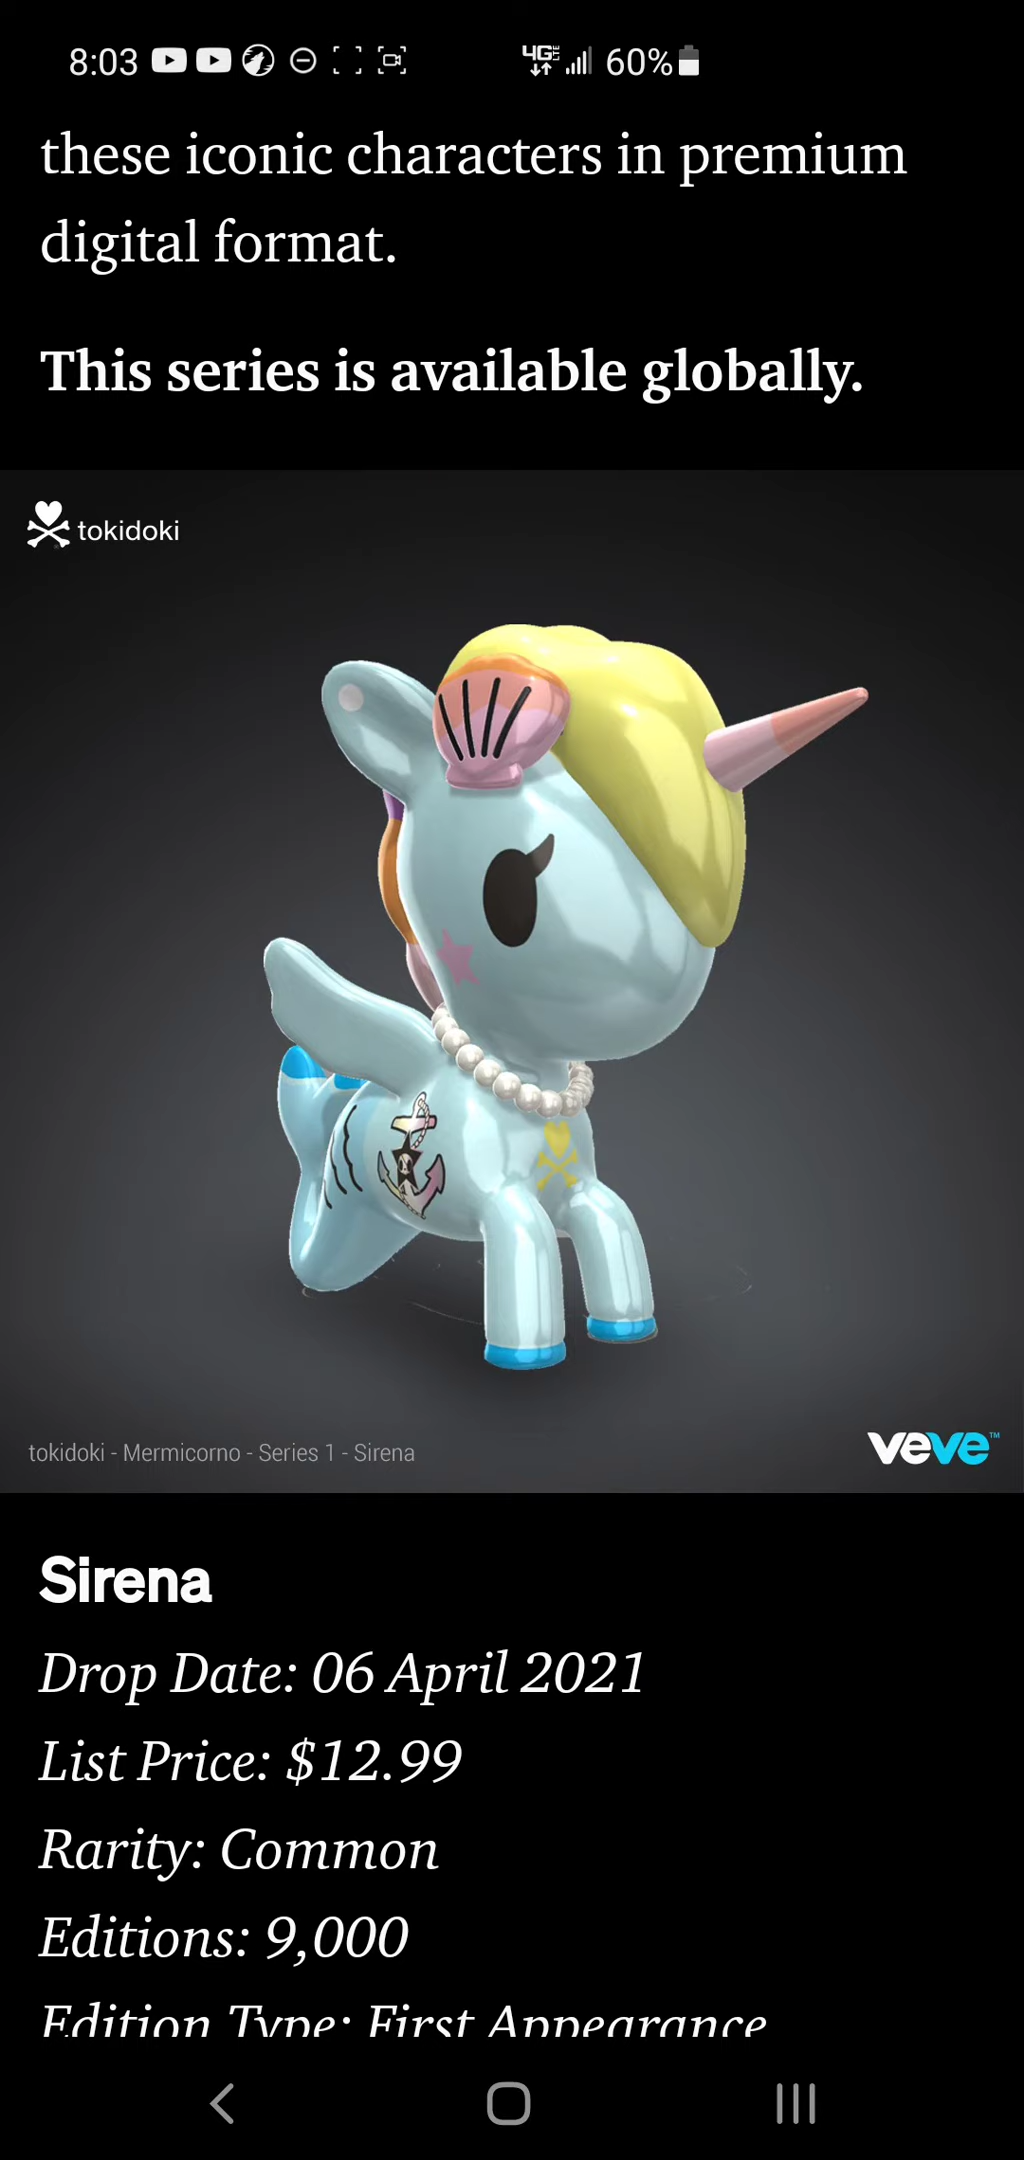 8:03 4G LTE 60%
these iconic characters in premium
digital format.
This series is available globally.
tokidoki
tokidoki - Mermicorno - Series 1 - Sirena
veve™
Sirena
Drop Date: 06 April 2021
List Price: $12.99
Rarity: Common
Editions: 9,000
Edition Type: First Appearance